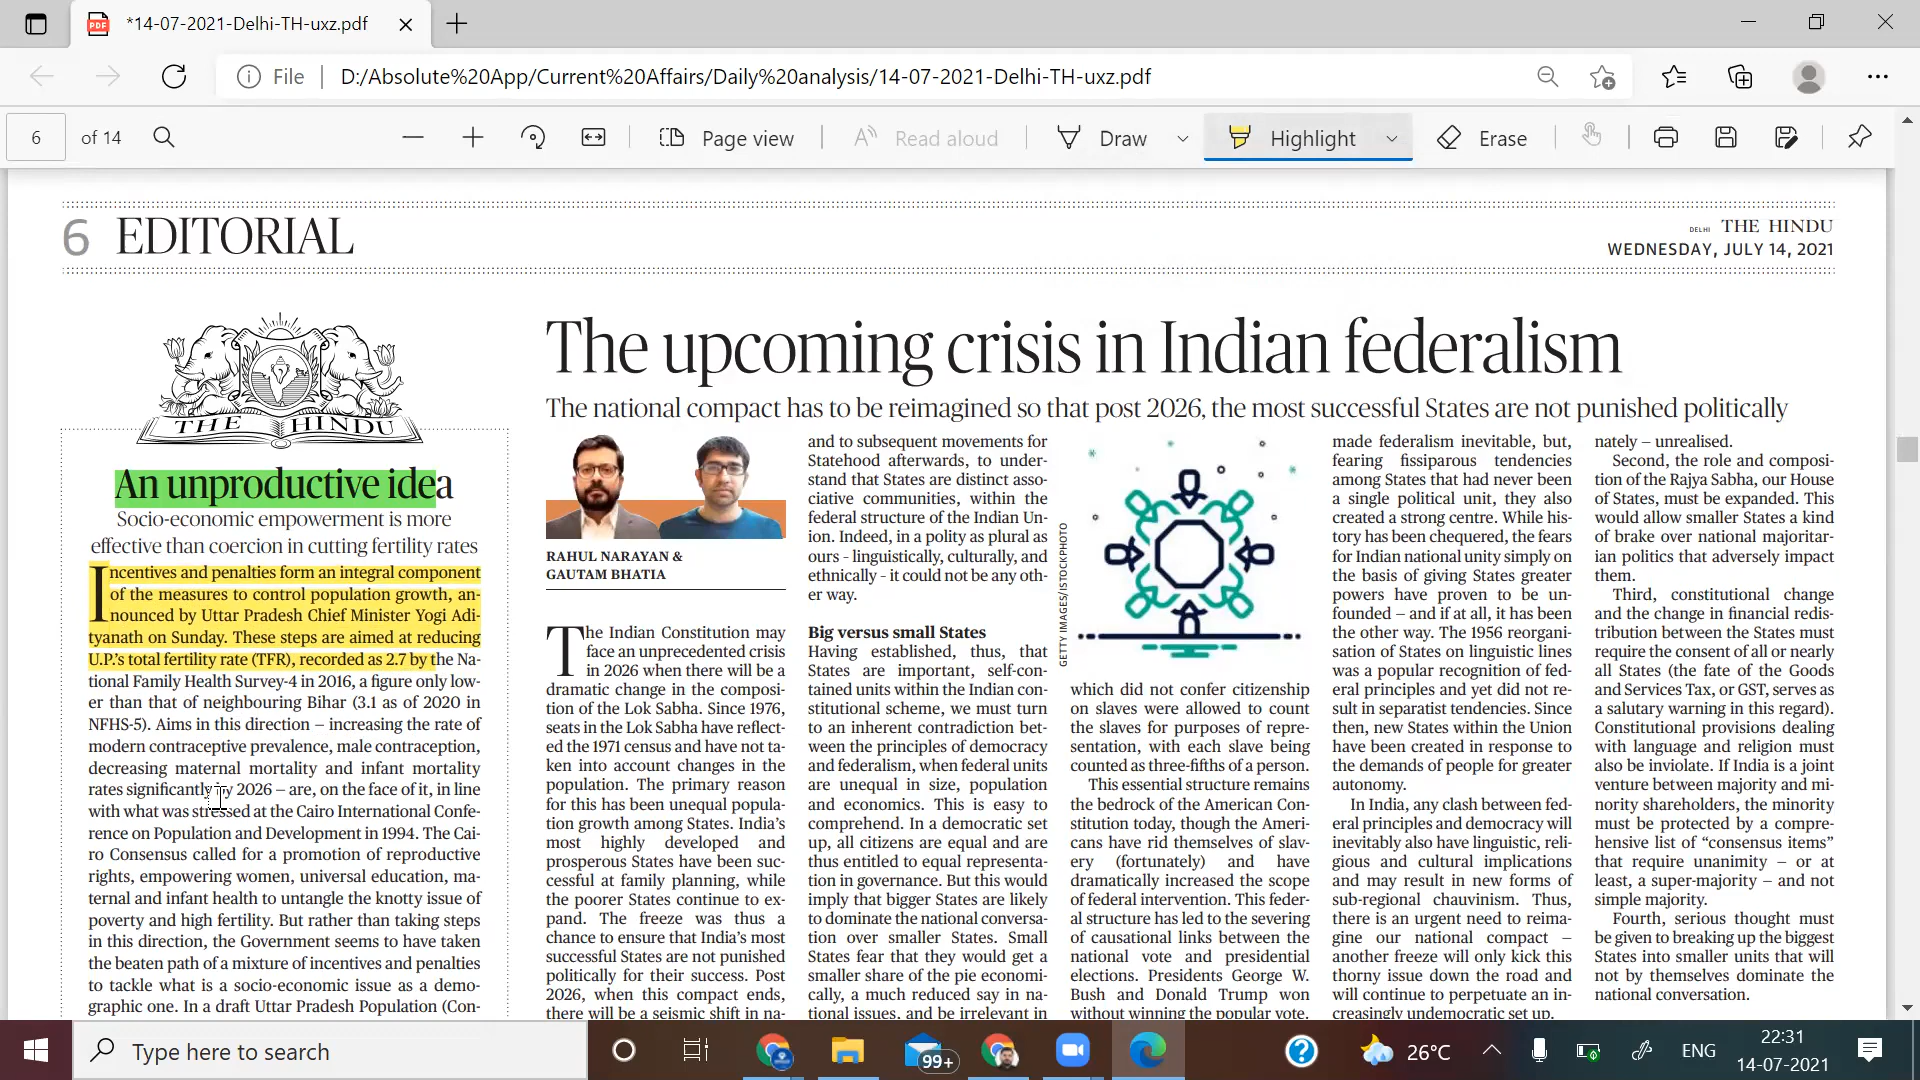 *14-07-2021-Delhi-TH-uxz.pdf
File
D:/Absolute%20App/Current%20Affairs/Daily%20analysis/14-07-2021-Delhi-TH-uxz.pdf
6 of 14
Page view
Read aloud
Draw
Highlight
Erase
6 EDITORIAL
DELHI THE HINDU
WEDNESDAY, JULY 14, 2021
THE HINDU
An unproductive idea
Socio-economic empowerment is more
effective than coercion in cutting fertility rates
Incentives and penalties form an integral component
of the measures to control population growth, an-
nounced by Uttar Pradesh Chief Minister Yogi Adi-
tyanath on Sunday. These steps are aimed at reducing
U.P.'s total fertility rate (TFR), recorded as 2.7 by the Na-
tional Family Health Survey-4 in 2016, a figure only low-
er than that of neighbouring Bihar (3.1 as of 2020 in
NFHS-5). Aims in this direction – increasing the rate of
modern contraceptive prevalence, male contraception,
decreasing maternal mortality and infant mortality
rates significantly by 2026 – are, on the face of it, in line
with what was stressed at the Cairo International Confe-
rence on Population and Development in 1994. The Cai-
ro Consensus called for a promotion of reproductive
rights, empowering women, universal education, ma-
ternal and infant health to untangle the knotty issue of
poverty and high fertility. But rather than taking steps
in this direction, the Government seems to have taken
the beaten path of a mixture of incentives and penalties
to tackle what is a socio-economic issue as a demo-
graphic one. In a draft Uttar Pradesh Population (Con-
The upcoming crisis in Indian federalism
The national compact has to be reimagined so that post 2026, the most successful States are not punished politically
RAHUL NARAYAN &
GAUTAM BHATIA
The Indian Constitution may
face an unprecedented crisis
in 2026 when there will be a
dramatic change in the composi-
tion of the Lok Sabha. Since 1976,
seats in the Lok Sabha have reflect-
ed the 1971 census and have not ta-
ken into account changes in the
population. The primary reason
for this has been unequal popula-
tion growth among States. India's
most highly developed and
prosperous States have been suc-
cessful at family planning, while
the poorer States continue to ex-
pand. The freeze was thus a
chance to ensure that India's most
successful States are not punished
politically for their success. Post
2026, when this compact ends,
there will be a seismic shift in na-
and to subsequent movements for
Statehood afterwards, to under-
stand that States are distinct asso-
ciative communities, within the
federal structure of the Indian Un-
ion. Indeed, in a polity as plural as
ours - linguistically, culturally, and
ethnically - it could not be any oth-
er way.
Big versus small States
Having established, thus, that
States are important, self-con-
tained units within the Indian con-
stitutional scheme, we must turn
to an inherent contradiction bet-
ween the principles of democracy
and federalism, when federal units
are unequal in size, population
and economics. This is easy to
comprehend. In a democratic set
up, all citizens are equal and are
thus entitled to equal representa-
tion in governance. But this would
imply that bigger States are likely
to dominate the national conversa-
tion over smaller States. Small
States fear that they would get a
smaller share of the pie economi-
cally, a much reduced say in na-
tional issues, and be irrelevant in
GETTY IMAGES/ISTOCKPHOTO
which did not confer citizenship
on slaves were allowed to count
the slaves for purposes of repre-
sentation, with each slave being
counted as three-fifths of a person.
This essential structure remains
the bedrock of the American Con-
stitution today, though the Ameri-
cans have rid themselves of slav-
ery (fortunately) and have
dramatically increased the scope
of federal intervention. This feder-
al structure has led to the severing
of causational links between the
national vote and presidential
elections. Presidents George W.
Bush and Donald Trump won
without winning the popular vote.
made federalism inevitable, but,
fearing fissiparous tendencies
among States that had never been
a single political unit, they also
created a strong centre. While his-
tory has been chequered, the fears
for Indian national unity simply on
the basis of giving States greater
powers have proven to be un-
founded – and if at all, it has been
the other way. The 1956 reorgani-
sation of States on linguistic lines
was a popular recognition of fed-
eral principles and yet did not re-
sult in separatist tendencies. Since
then, new States within the Union
have been created in response to
the demands of people for greater
autonomy.
In India, any clash between fed-
eral principles and democracy will
inevitably also have linguistic, reli-
gious and cultural implications
and may result in new forms of
sub-regional chauvinism. Thus,
there is an urgent need to reima-
gine our national compact –
another freeze will only kick this
thorny issue down the road and
will continue to perpetuate an in-
creasingly undemocratic set up.
nately – unrealised.
Second, the role and composi-
tion of the Rajya Sabha, our House
of States, must be expanded. This
would allow smaller States a kind
of brake over national majoritar-
ian politics that adversely impact
them.
Third, constitutional change
and the change in financial redis-
tribution between the States must
require the consent of all or nearly
all States (the fate of the Goods
and Services Tax, or GST, serves as
a salutary warning in this regard).
Constitutional provisions dealing
with language and religion must
also be inviolate. If India is a joint
venture between majority and mi-
nority shareholders, the minority
must be protected by a compre-
hensive list of “consensus items”
that require unanimity – or at
least, a super-majority – and not
simple majority.
Fourth, serious thought must
be given to breaking up the biggest
States into smaller units that will
not by themselves dominate the
national conversation.
Type here to search
99+
26°C
ENG
22:31
14-07-2021